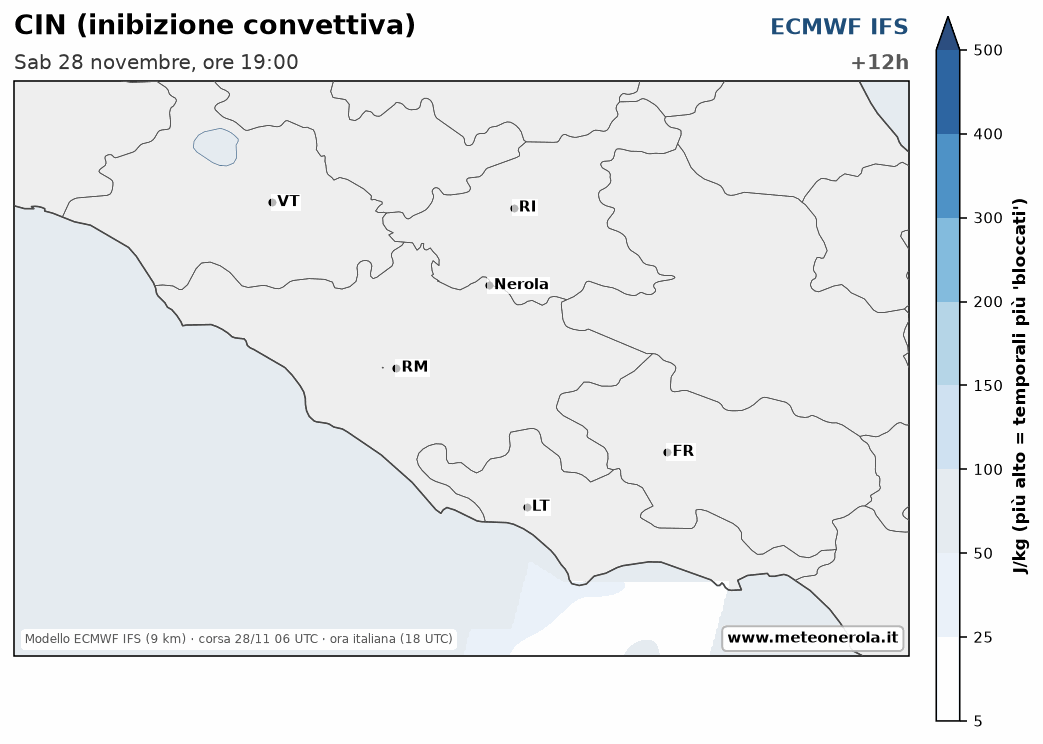 CIN (inibizione convettiva)
ECMWF IFS
Sab 28 novembre, ore 19:00
+12h
VT
RI
Nerola
RM
FR
LT
Modello ECMWF IFS (9 km) · corsa 28/11 06 UTC · ora italiana (18 UTC)
www.meteonerola.it
500
400
300
200
150
100
50
25
5
J/kg (più alto = temporali più 'bloccati')